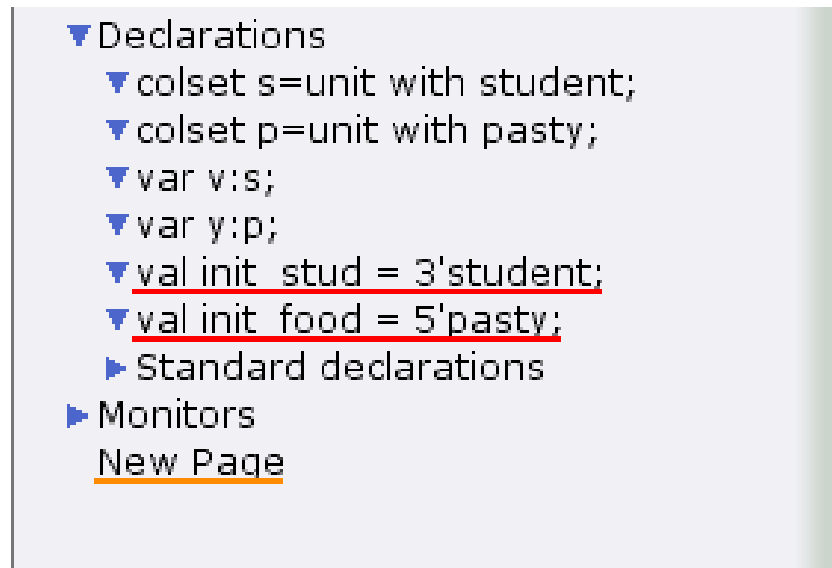 Declarations
colset s=unit with student;
colset p=unit with pasty;
var v:s;
var y:p;
val init_stud = 3'student;
val init_food = 5'pasty;
Standard declarations
Monitors
New Page